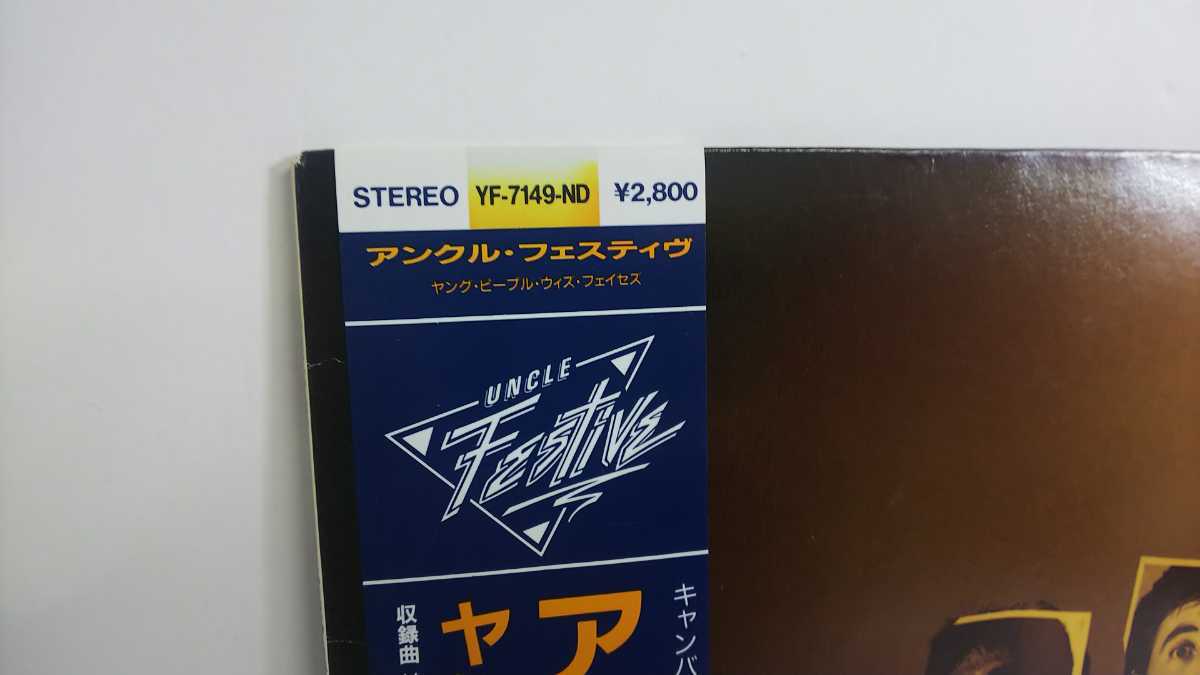 STEREO YF-7149-ND ¥2,800
アンクル・フェスティヴ
ヤング・ピープル・ウィズ・フェイセズ
UNCLE
FESTIVE
キャンバ
ア
ヤ
収録曲